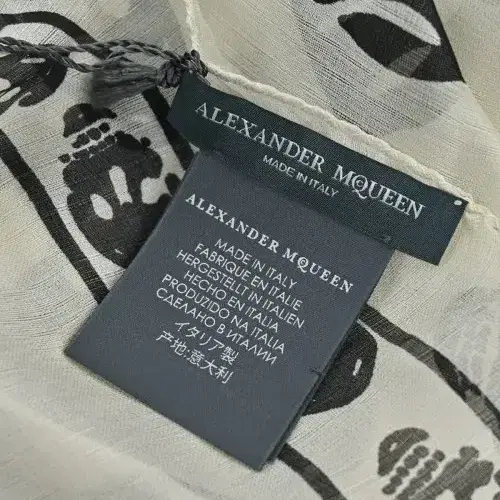 ALEXANDER McQUEEN
MADE IN ITALY
ALEXANDER McQUEEN
MADE IN ITALY
FABRIQUE EN ITALIE
HERGESTELLT IN ITALIEN
HECHO EN ITALIA
PRODUZIDO NA ITALIA
СДЕЛАНО В ИТАЛИИ
イタリア製
产地:意大利